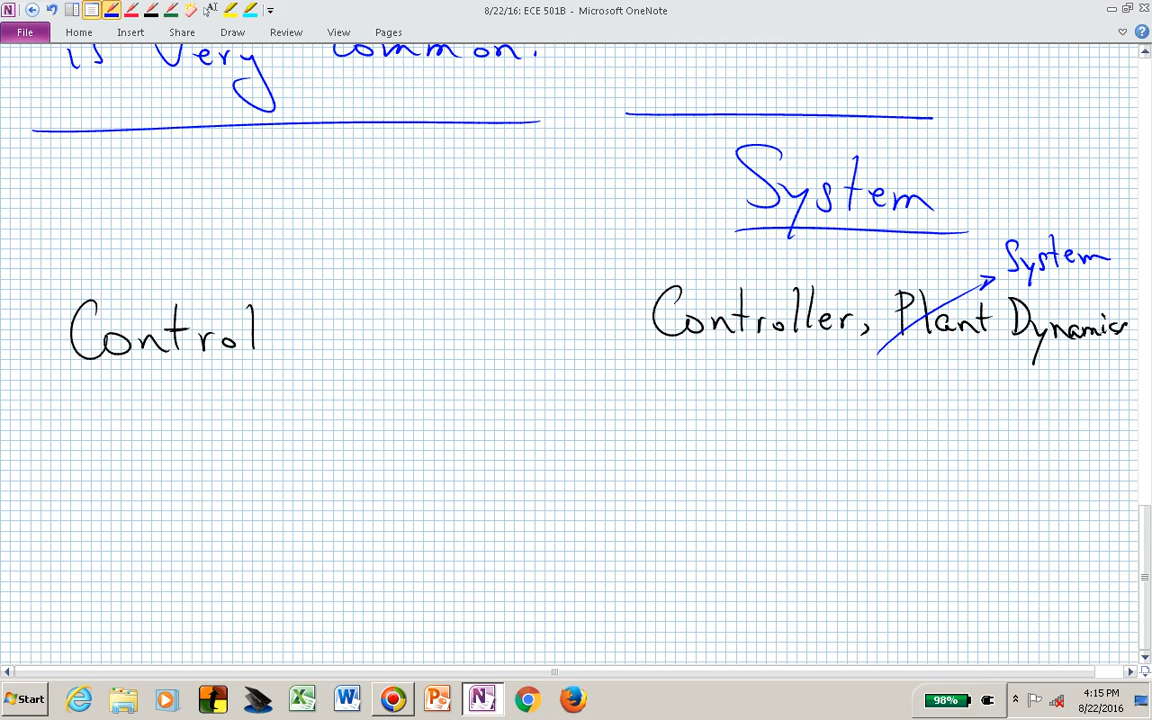 8/22/16: ECE 501B - Microsoft OneNote
File Home Insert Share Draw Review View Pages
is very common.
System
System
Control
Controller, Plant Dynamics
Start
98%
4:15 PM
8/22/2016